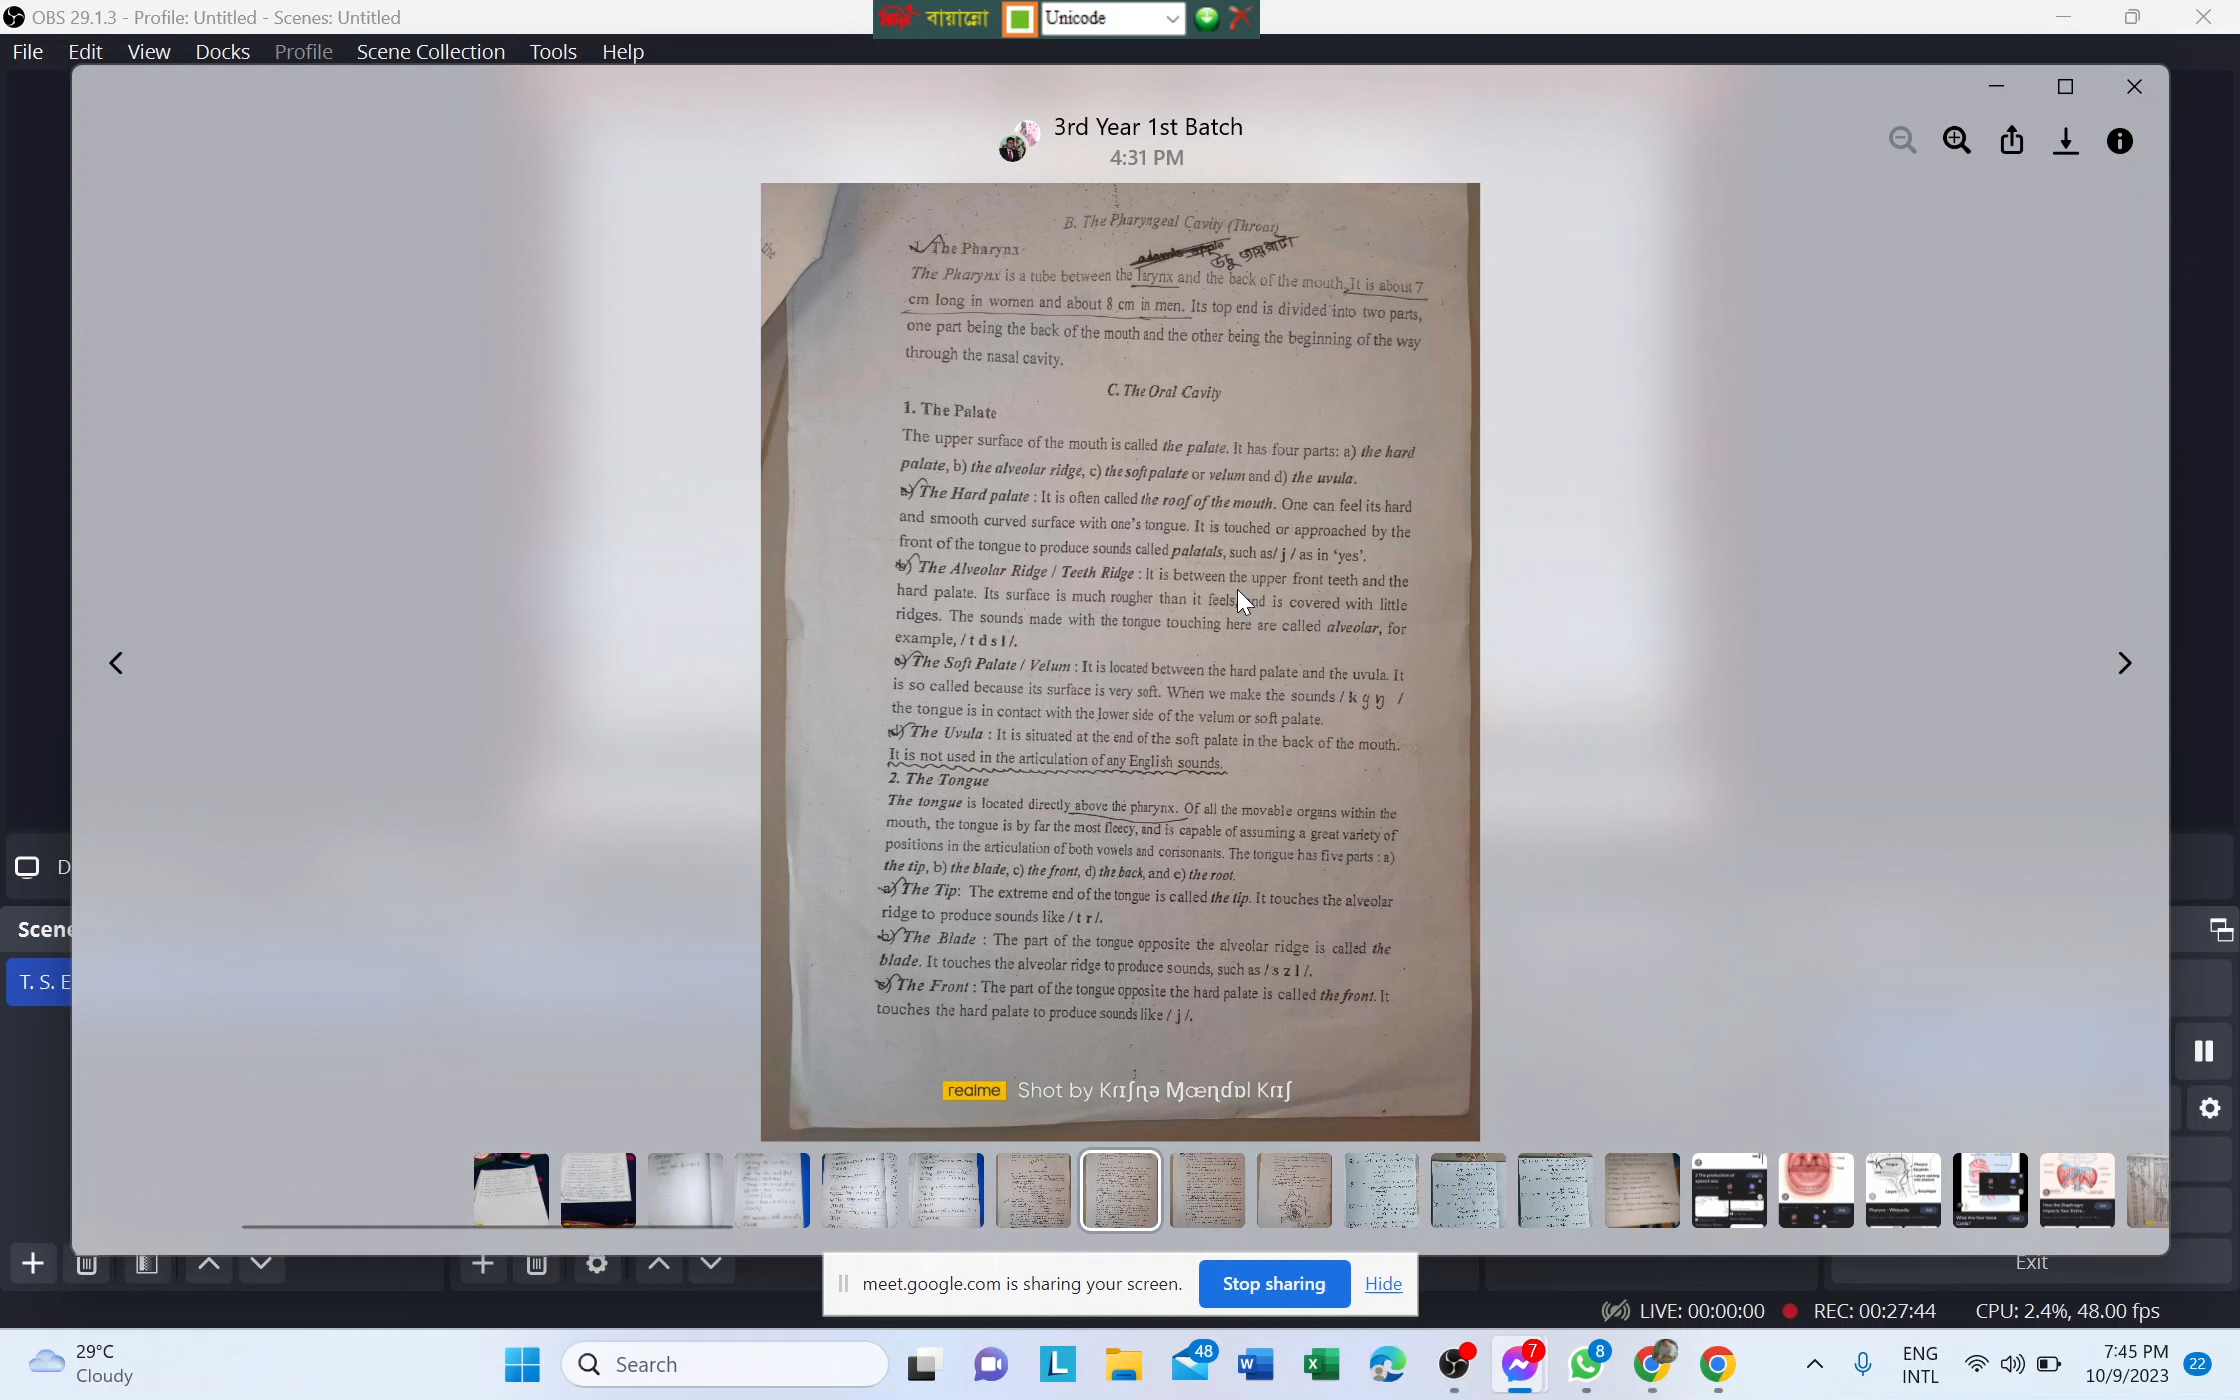 OBS 29.1.3 - Profile: Untitled - Scenes: Untitled
বায়ান্নো
Unicode
File Edit View Docks Profile Scene Collection Tools Help
3rd Year 1st Batch
4:31 PM
the
B. The Pharyngeal Cavity (Throat)
The Pharynx
উচু জায়গাটা
The Pharynx is a tube between the larynx and the back of the mouth. It is about 7
cm long in women and about 8 cm in men. Its top end is divided into two parts,
one part being the back of the mouth and the other being the beginning of the way
through the nasal cavity.
C. The Oral Cavity
1. The Palate
The upper surface of the mouth is called the palate. It has four parts: a) the hard
palate, b) the alveolar ridge, c) the soft palate or velum and d) the uvula.
a) The Hard palate : It is often called the roof of the mouth. One can feel its hard
and smooth curved surface with one's tongue. It is touched or approached by the
front of the tongue to produce sounds called palatals, such as/ j / as in 'yes'.
b) The Alveolar Ridge / Teeth Ridge : It is between the upper front teeth and the
hard palate. Its surface is much rougher than it feels, and is covered with little
ridges. The sounds made with the tongue touching here are called alveolar, for
example, / t d s l /.
c) The Soft Palate / Velum : It is located between the hard palate and the uvula. It
is so called because its surface is very soft. When we make the sounds / k g ŋ /
the tongue is in contact with the lower side of the velum or soft palate.
d) The Uvula : It is situated at the end of the soft palate in the back of the mouth.
It is not used in the articulation of any English sounds.
2. The Tongue
The tongue is located directly above the pharynx. Of all the movable organs within the
mouth, the tongue is by far the most fleecy, and is capable of assuming a great variety of
positions in the articulation of both vowels and consonants. The tongue has five parts : a)
the tip, b) the blade, c) the front, d) the back, and e) the root.
a) The Tip: The extreme end of the tongue is called the tip. It touches the alveolar
ridge to produce sounds like / t r /.
b) The Blade : The part of the tongue opposite the alveolar ridge is called the
blade. It touches the alveolar ridge to produce sounds, such as / s z l /.
c) The Front : The part of the tongue opposite the hard palate is called the front. It
touches the hard palate to produce sounds like / j /.
realme Shot by Krɪʃɳə Ɱæɳɗɒl Krɪʃ
D
Scene
T. S. E
Exit
meet.google.com is sharing your screen. Stop sharing Hide
LIVE: 00:00:00 REC: 00:27:44 CPU: 2.4%, 48.00 fps
29°C
Cloudy
Search
48
7
8
ENG
INTL
7:45 PM
10/9/2023
22